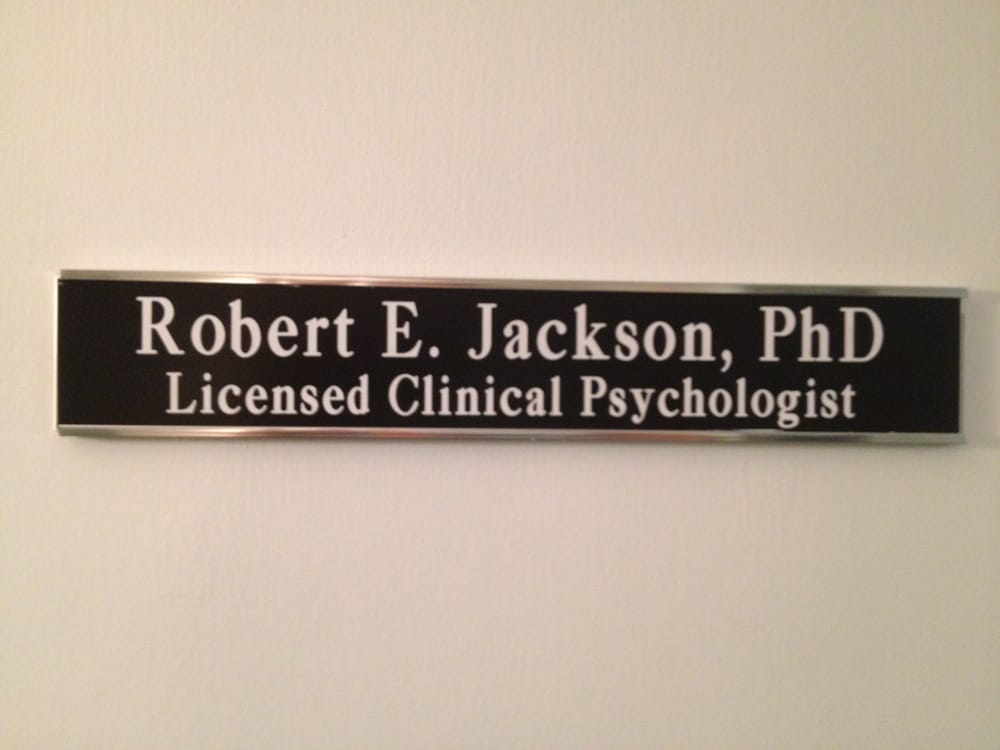 Robert E. Jackson, PhD
Licensed Clinical Psychologist